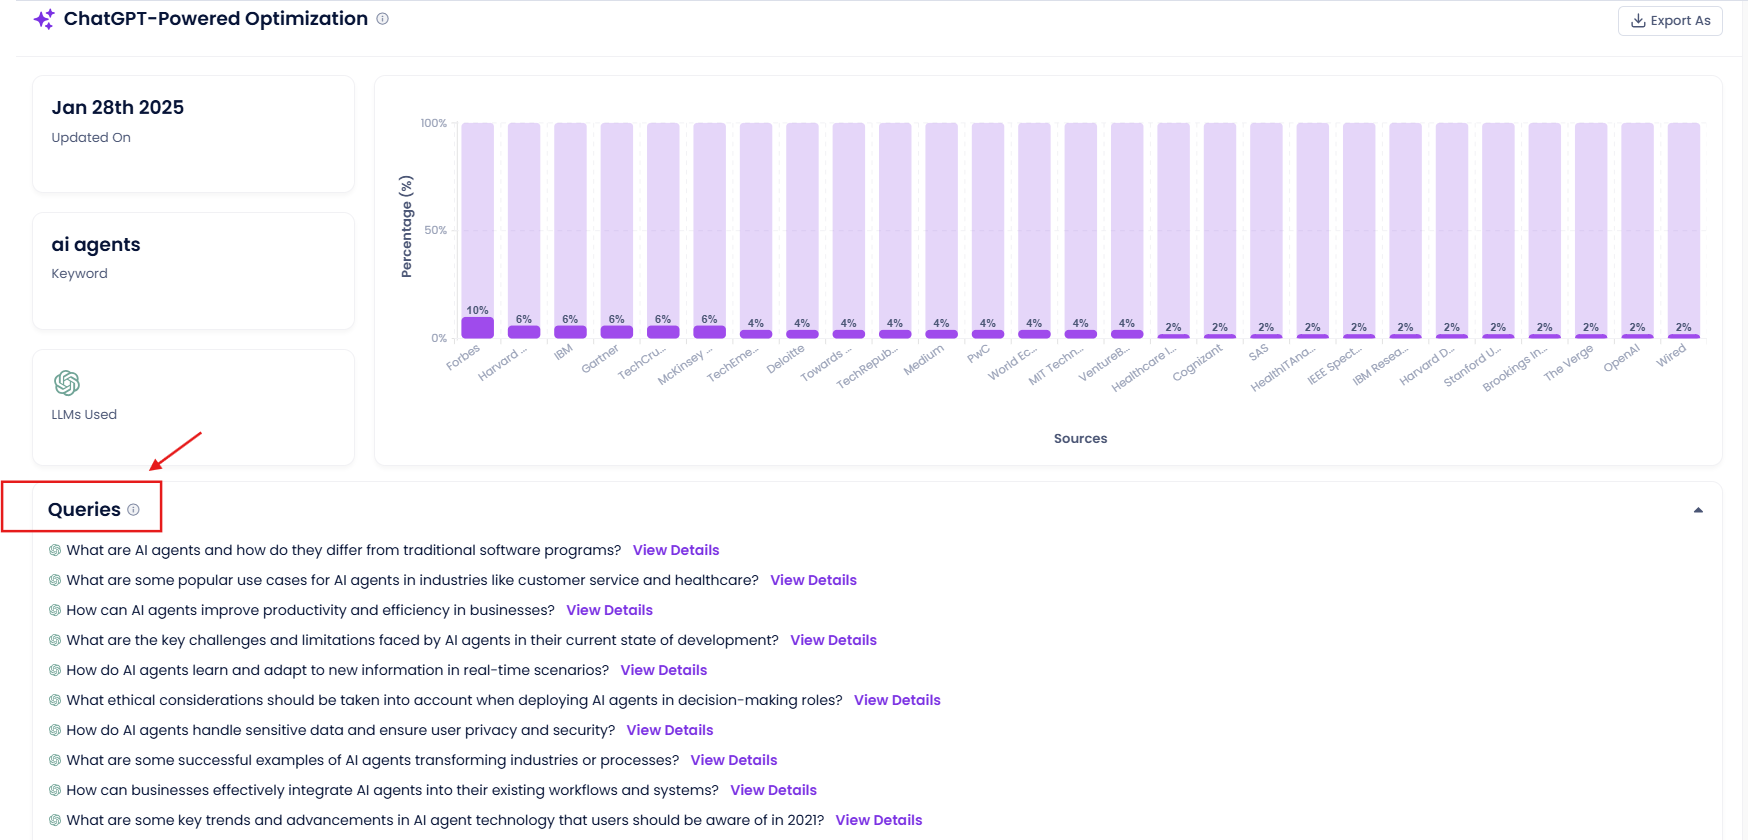 ChatGPT-Powered Optimization
Export As
Jan 28th 2025
Updated On
ai agents
Keyword
LLMs Used
Percentage (%)
100%
50%
0%
10%
6%
6%
6%
6%
6%
4%
4%
4%
4%
4%
4%
4%
4%
4%
2%
2%
2%
2%
2%
2%
2%
2%
2%
2%
2%
2%
Forbes
Harvard ...
IBM
Gartner
TechCru...
McKinsey ...
TechEme...
Deloitte
Towards ...
TechRepub...
Medium
PwC
World Ec...
MIT Techn...
VentureB...
Healthcare I...
Cognizant
SAS
HealthITAna...
IEEE Spect...
IBM Resea...
Harvard D...
Stanford U...
Brookings In...
The Verge
OpenAI
Wired
Sources
Queries
What are AI agents and how do they differ from traditional software programs? View Details
What are some popular use cases for AI agents in industries like customer service and healthcare? View Details
How can AI agents improve productivity and efficiency in businesses? View Details
What are the key challenges and limitations faced by AI agents in their current state of development? View Details
How do AI agents learn and adapt to new information in real-time scenarios? View Details
What ethical considerations should be taken into account when deploying AI agents in decision-making roles? View Details
How do AI agents handle sensitive data and ensure user privacy and security? View Details
What are some successful examples of AI agents transforming industries or processes? View Details
How can businesses effectively integrate AI agents into their existing workflows and systems? View Details
What are some key trends and advancements in AI agent technology that users should be aware of in 2021? View Details